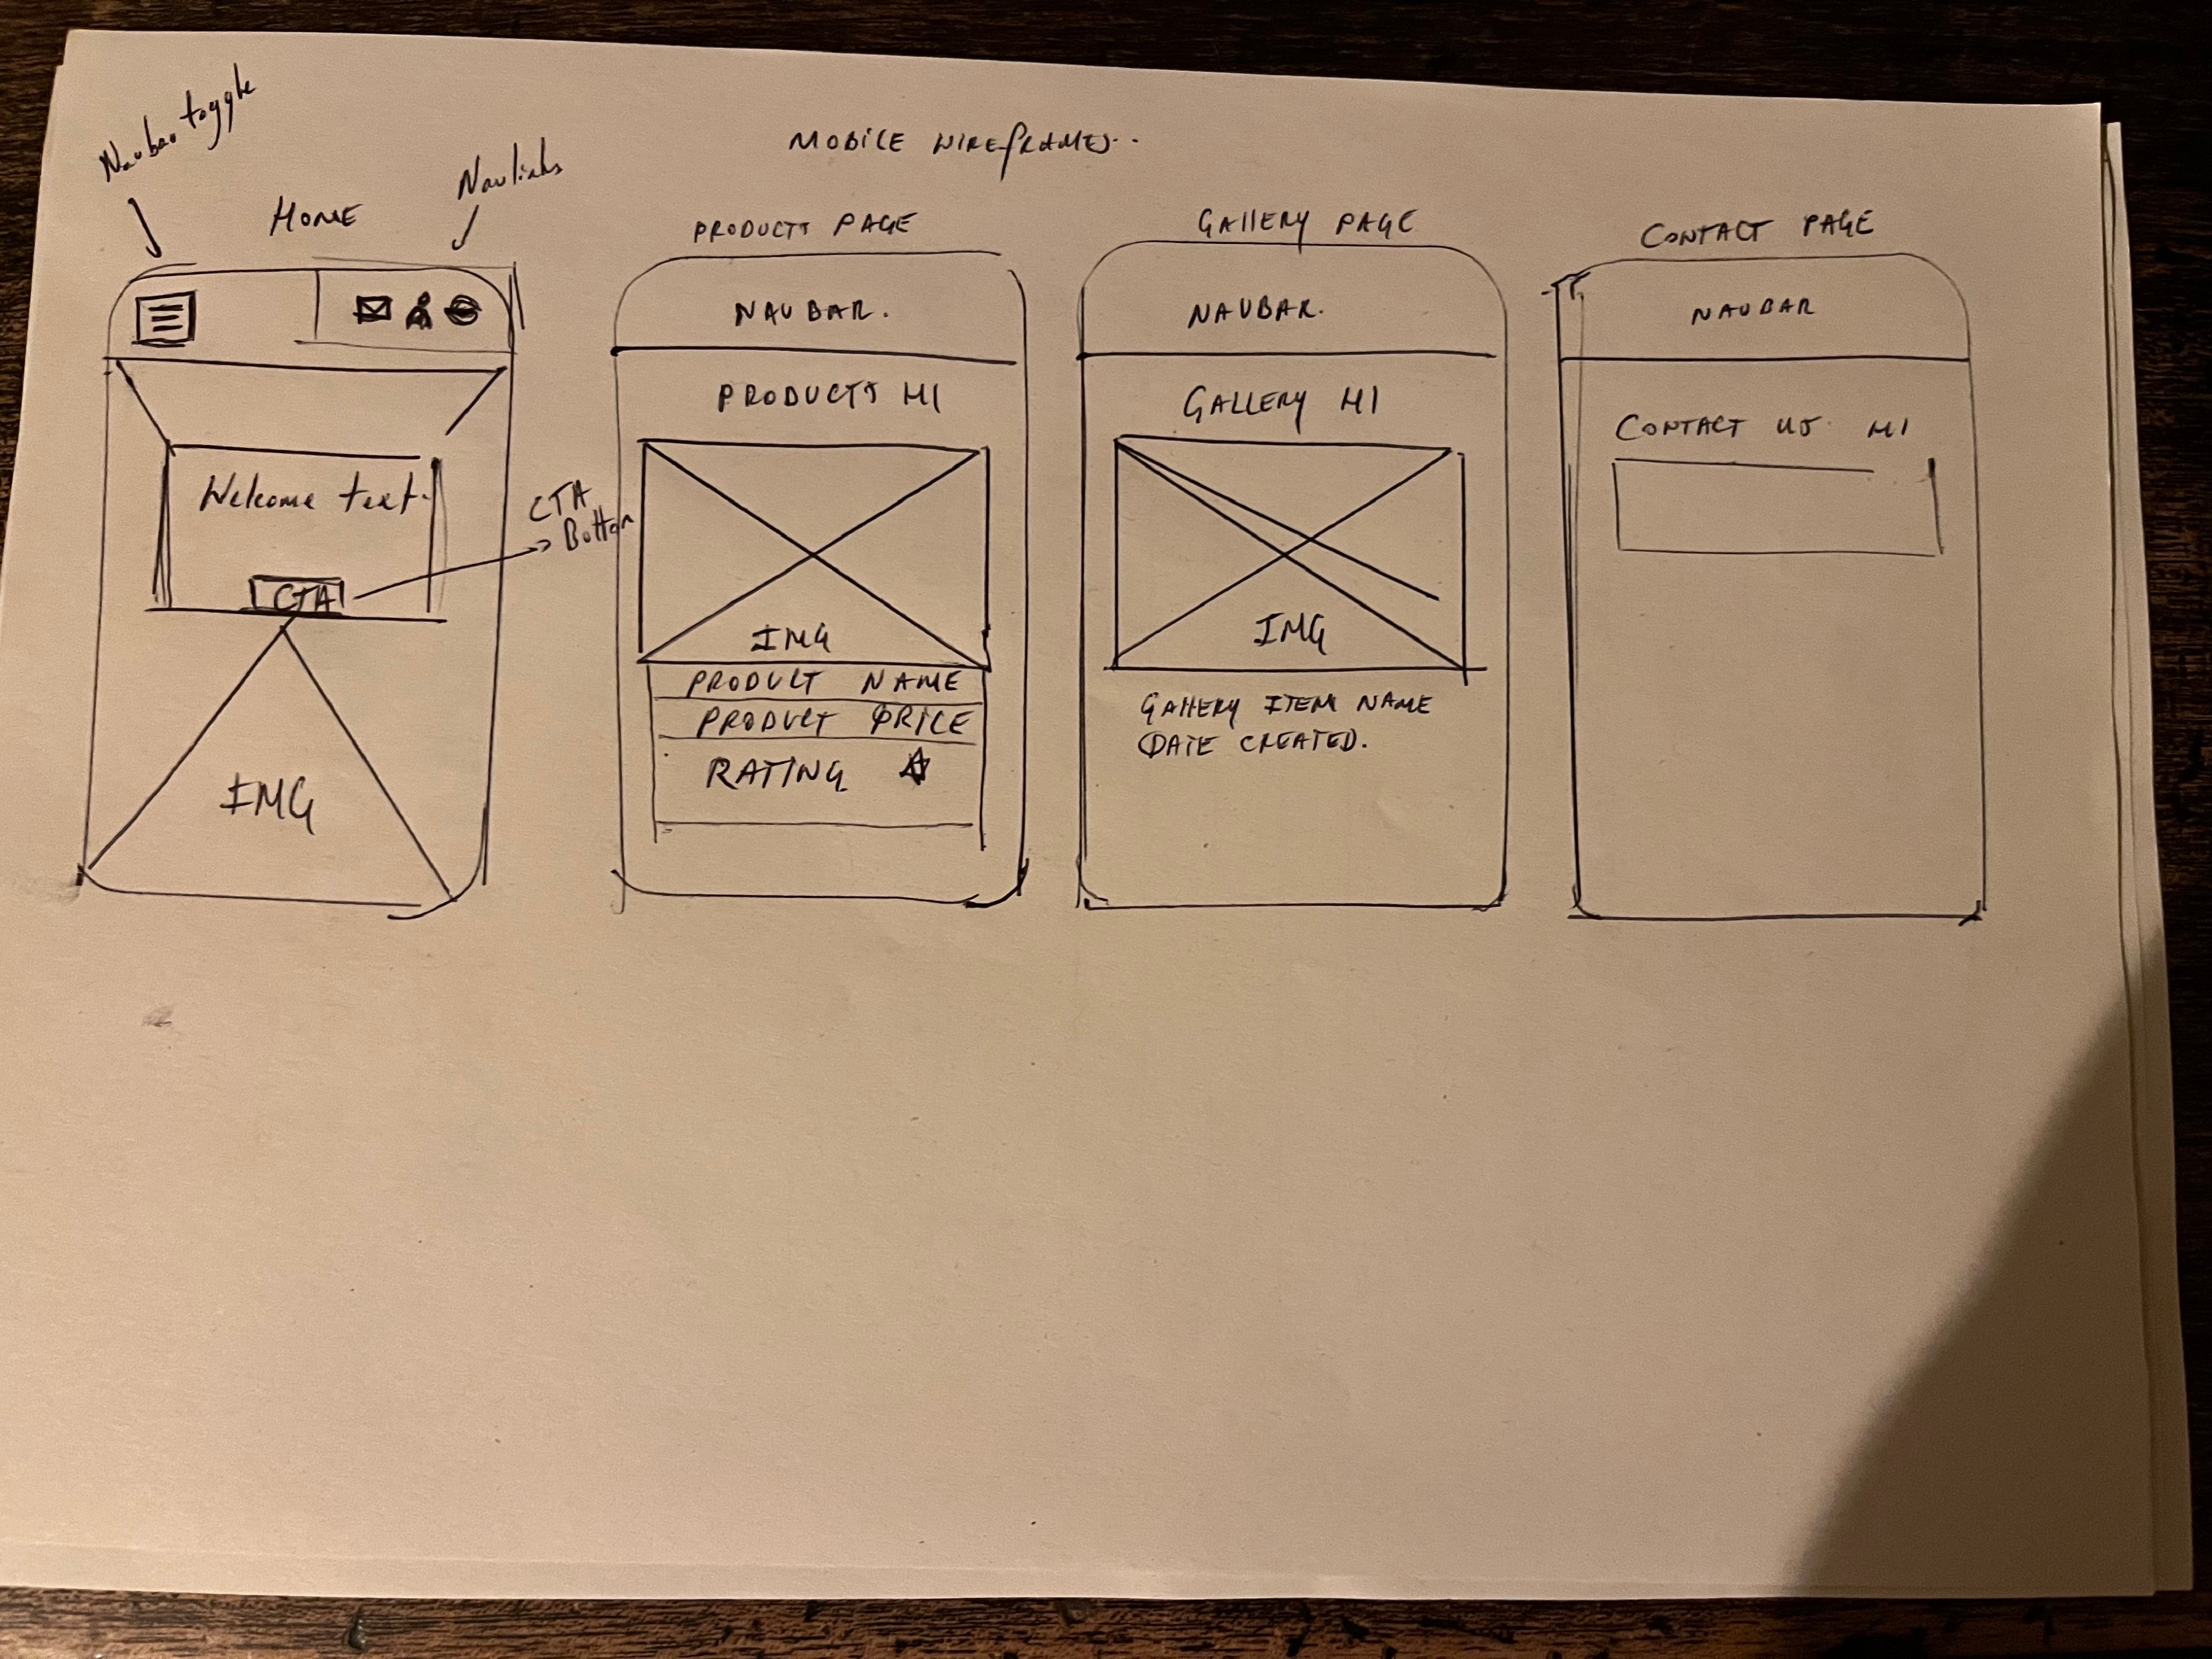 MOBILE WIREFRAMES..
Navbar toggle
Navlinks
HOME
Welcome text.
CTA
CTA
Button
IMG
PRODUCTS PAGE
NAVBAR.
PRODUCTS H1
IMG
PRODUCT NAME
PRODUCT PRICE
RATING
GALLERY PAGE
NAVBAR.
GALLERY H1
IMG
GALLERY ITEM NAME
DATE CREATED.
CONTACT PAGE
NAVBAR
CONTACT US H1